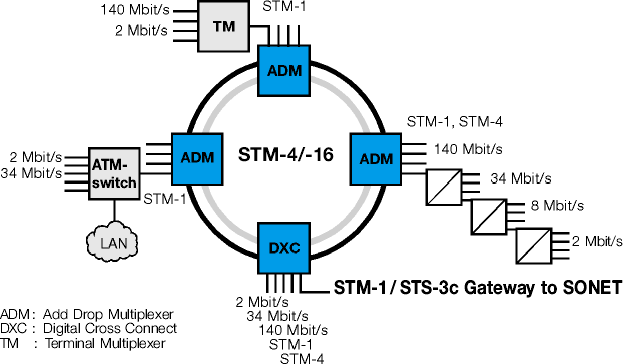 140 Mbit/s
2 Mbit/s
TM
STM-1
ADM
STM-1, STM-4
140 Mbit/s
34 Mbit/s
8 Mbit/s
2 Mbit/s
ADM
STM-4/-16
ADM
2 Mbit/s
34 Mbit/s
ATM-
switch
STM-1
LAN
DXC
STM-1/STS-3c Gateway to SONET
2 Mbit/s
34 Mbit/s
140 Mbit/s
STM-1
STM-4
ADM : Add Drop Multiplexer
DXC : Digital Cross Connect
TM : Terminal Multiplexer